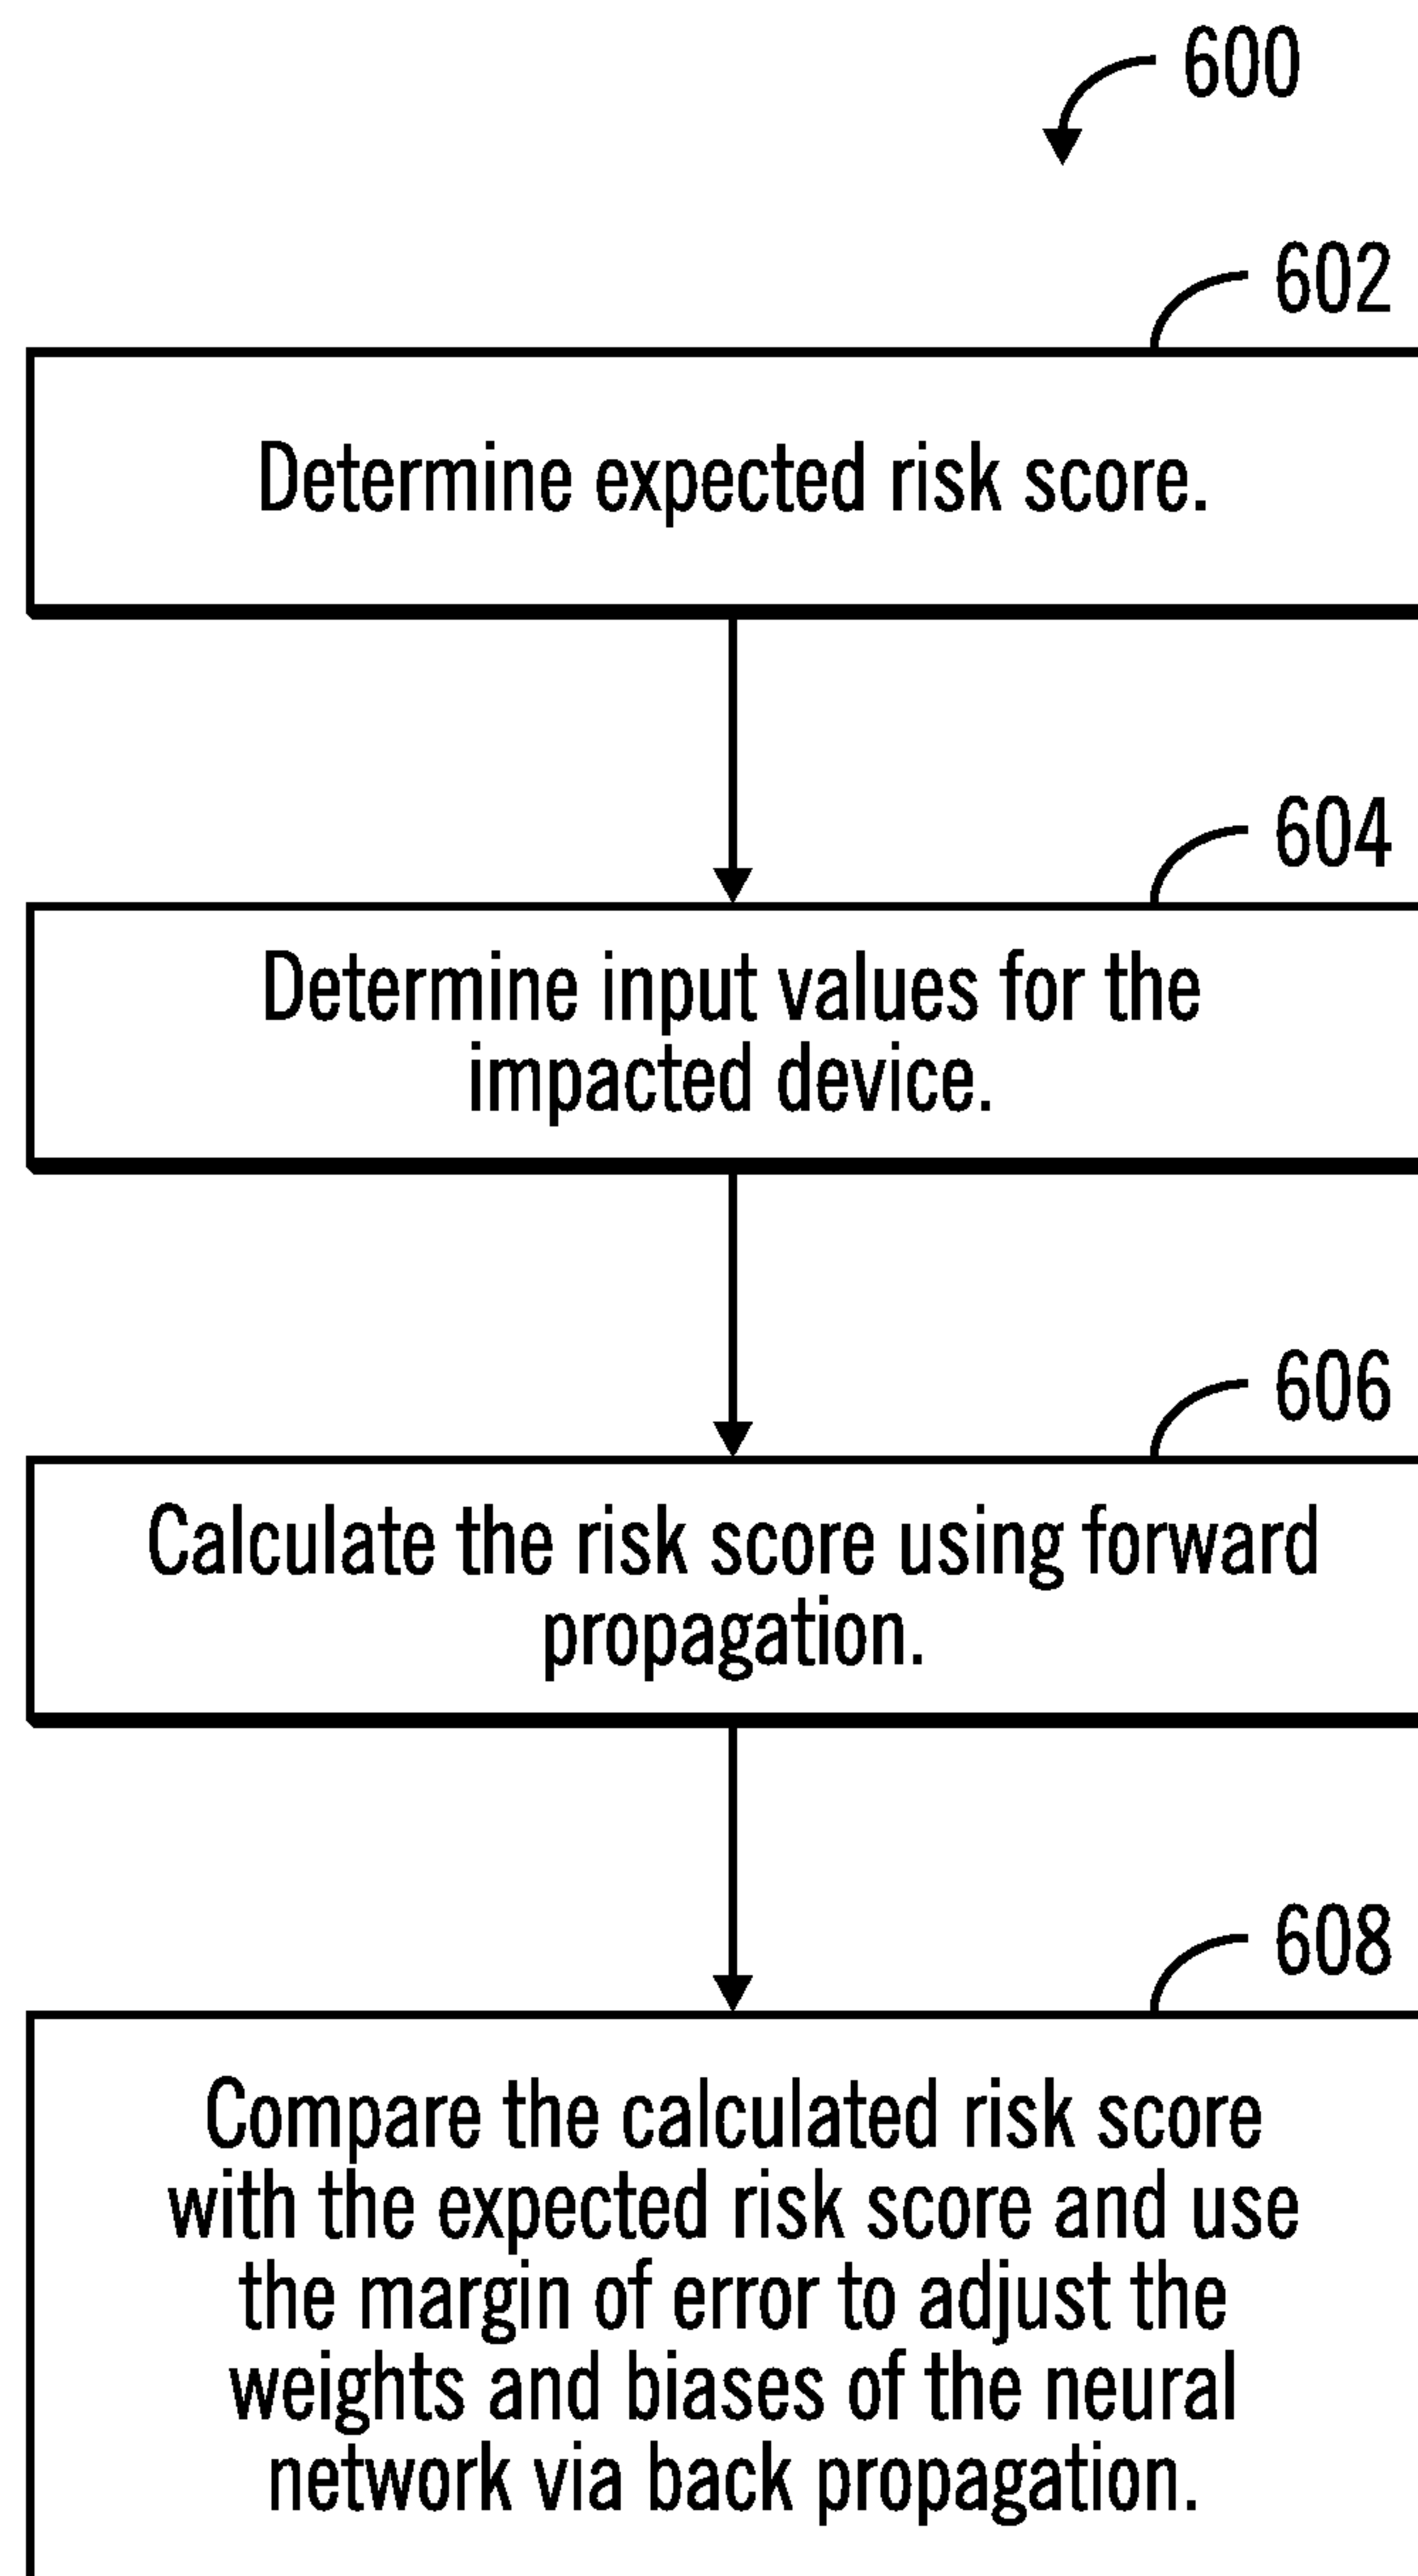 600
602
Determine expected risk score.
604
Determine input values for the
impacted device.
606
Calculate the risk score using forward
propagation.
608
Compare the calculated risk score
with the expected risk score and use
the margin of error to adjust the
weights and biases of the neural
network via back propagation.